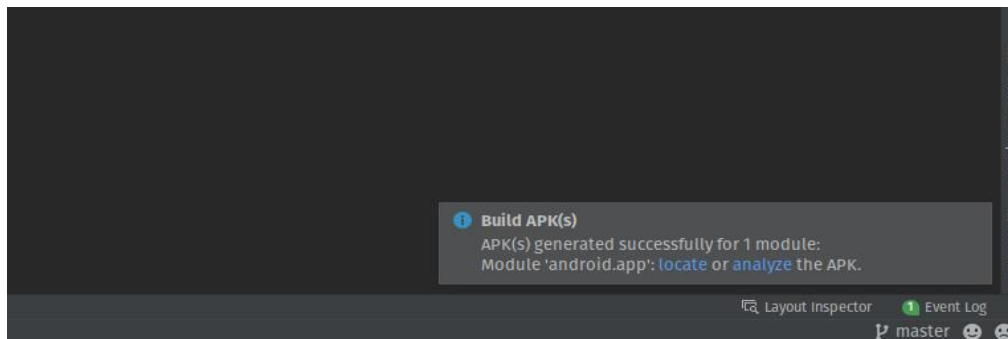 Build APK(s)
APK(s) generated successfully for 1 module:
Module 'android.app': locate or analyze the APK.
Layout Inspector
1 Event Log
master